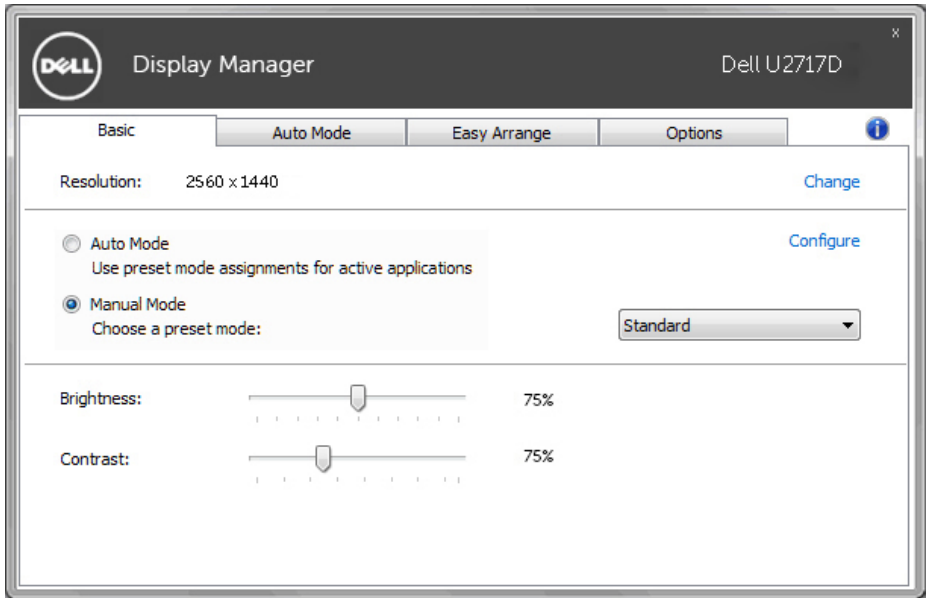 DELL Display Manager Dell U2717D x
Basic Auto Mode Easy Arrange Options i
Resolution: 2560 x 1440 Change
Auto Mode Configure
Use preset mode assignments for active applications
Manual Mode
Choose a preset mode: Standard
Brightness: 75%
Contrast: 75%